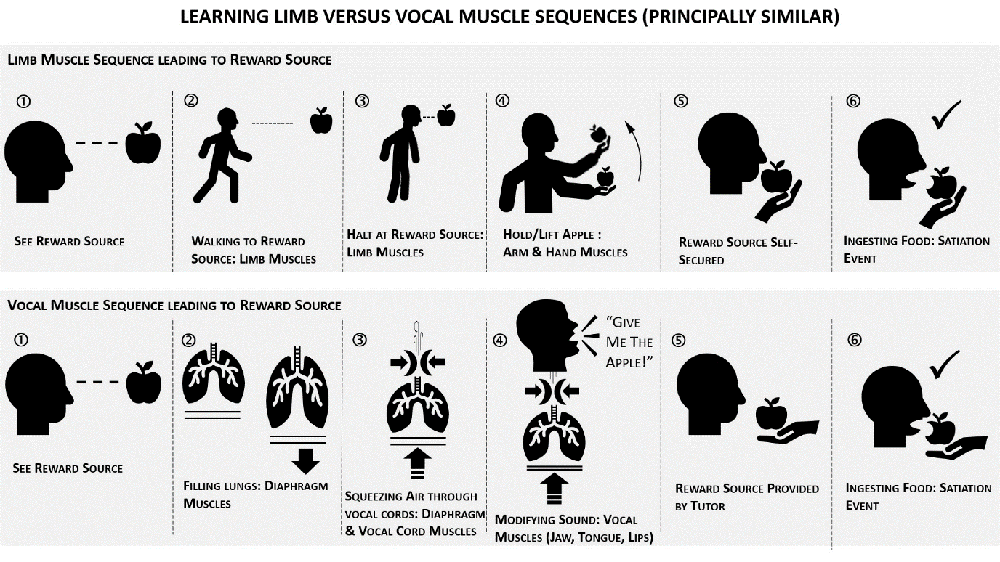 LEARNING LIMB VERSUS VOCAL MUSCLE SEQUENCES (PRINCIPALLY SIMILAR)
LIMB MUSCLE SEQUENCE LEADING TO REWARD SOURCE
①
SEE REWARD SOURCE
②
WALKING TO REWARD
SOURCE: LIMB MUSCLES
③
HALT AT REWARD SOURCE:
LIMB MUSCLES
④
HOLD/LIFT APPLE :
ARM & HAND MUSCLES
⑤
REWARD SOURCE SELF-
SECURED
⑥
INGESTING FOOD: SATIATION
EVENT
VOCAL MUSCLE SEQUENCE LEADING TO REWARD SOURCE
①
SEE REWARD SOURCE
②
FILLING LUNGS: DIAPHRAGM
MUSCLES
③
SQUEEZING AIR THROUGH
VOCAL CORDS: DIAPHRAGM
& VOCAL CORD MUSCLES
④
“GIVE
ME THE
APPLE!”
MODIFYING SOUND: VOCAL
MUSCLES (JAW, TONGUE, LIPS)
⑤
REWARD SOURCE PROVIDED
BY TUTOR
⑥
INGESTING FOOD: SATIATION
EVENT